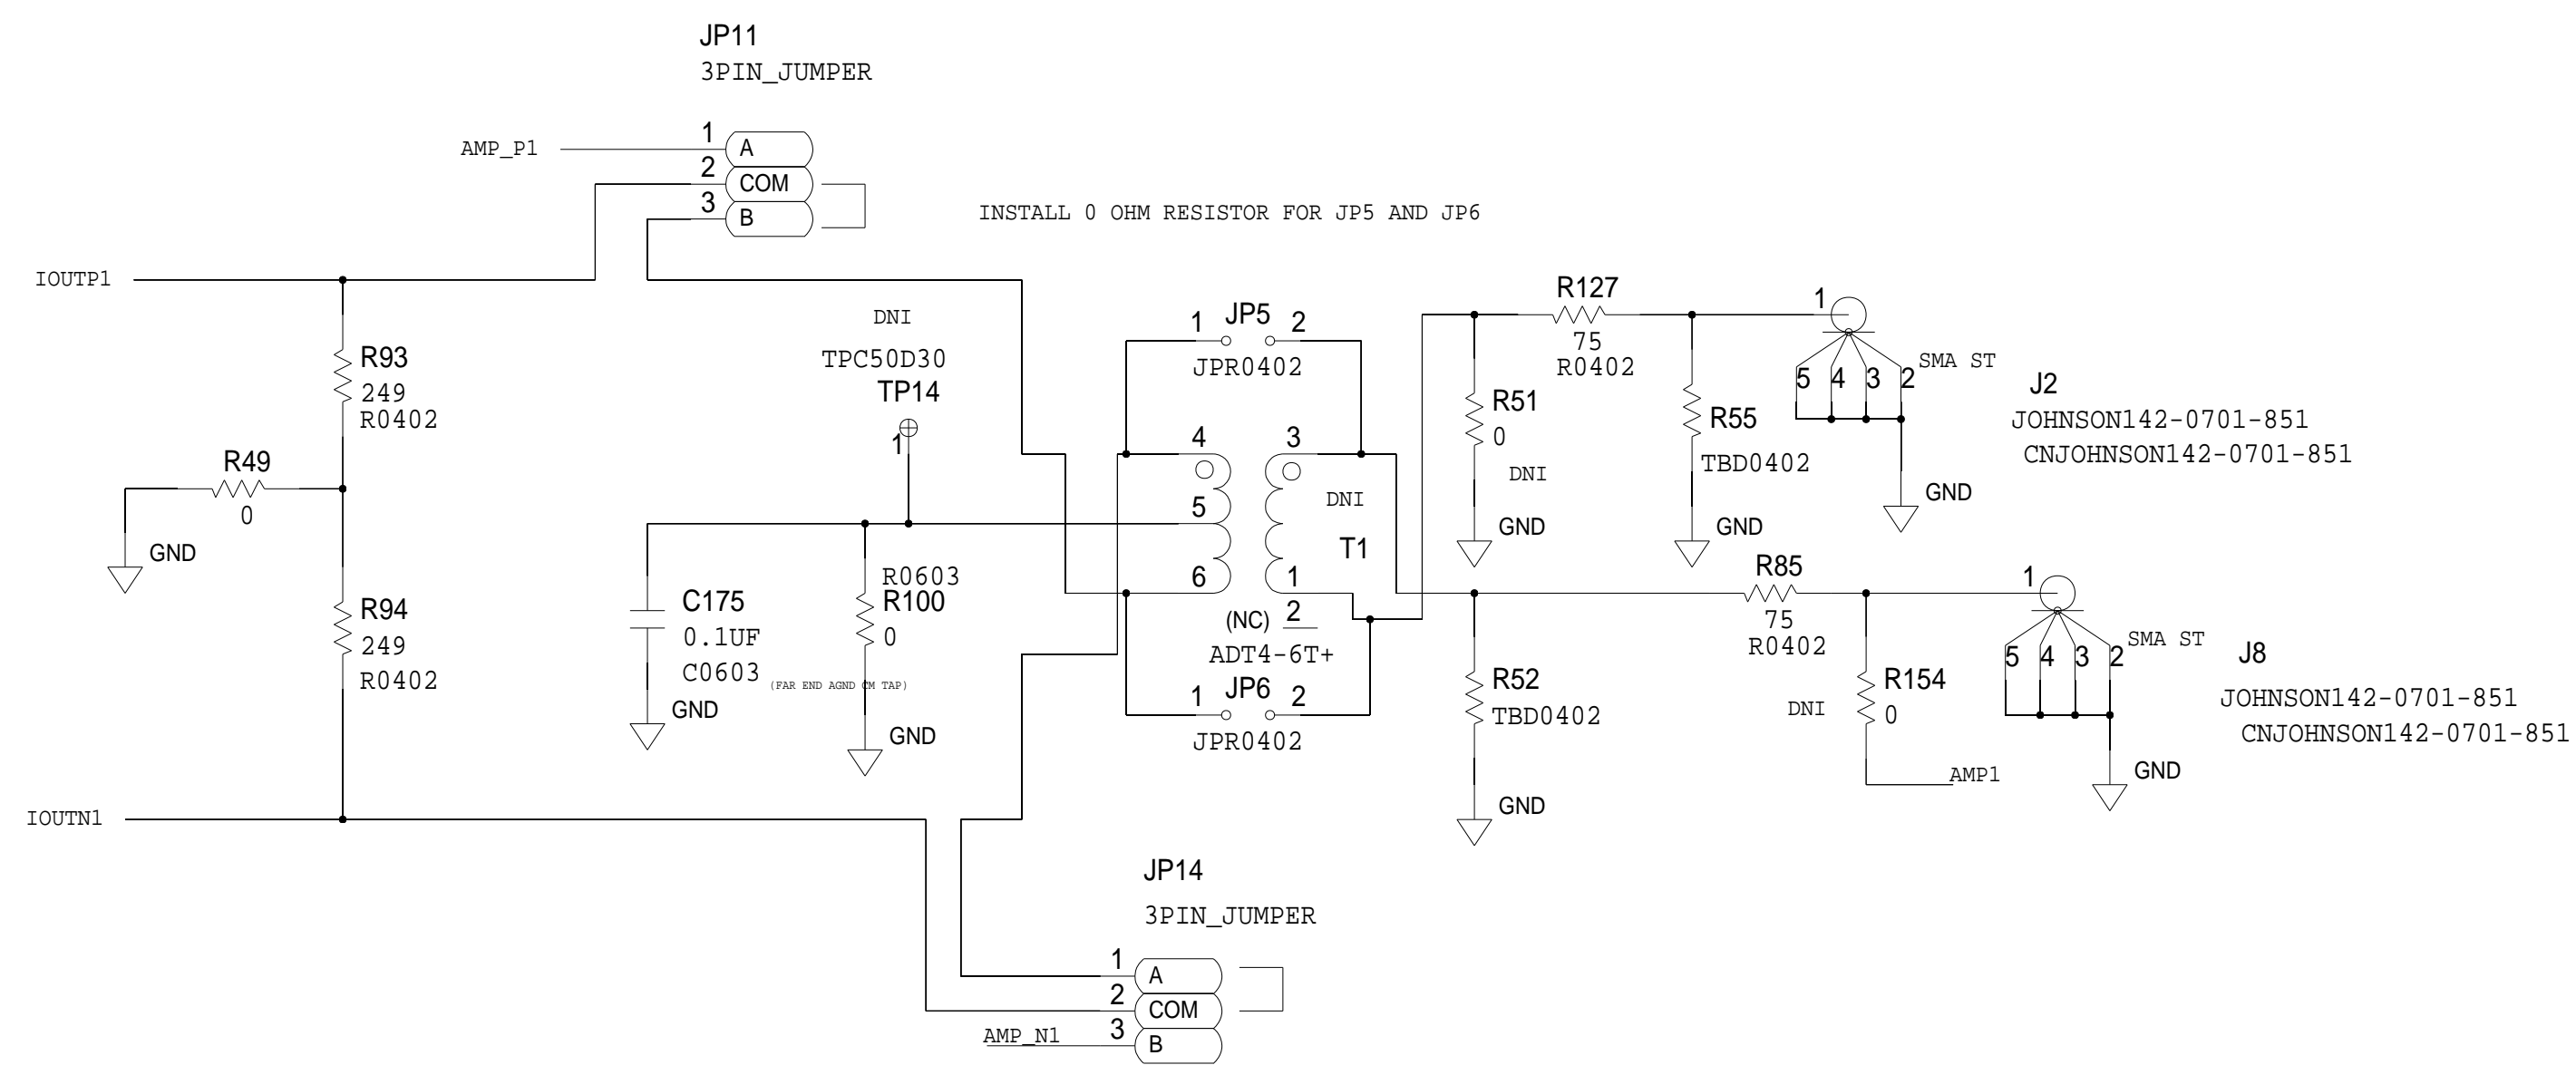 JP11
3PIN_JUMPER
AMP_P1
1
A
2
COM
3
B
INSTALL 0 OHM RESISTOR FOR JP5 AND JP6
IOUTP1
R93
249
R0402
R49
0
GND
R94
249
R0402
IOUTN1
DNI
TPC50D30
TP14
1
C175
0.1UF
C0603
GND
R0603
R100
0
(FAR END AGND CM TAP)
GND
1
JP5
2
JPR0402
4
3
5
DNI
T1
6
1
(NC)
2
ADT4-6T+
1
JP6
2
JPR0402
R51
0
DNI
GND
R127
75
R0402
R55
TBD0402
GND
1
SMA ST
5
4
3
2
GND
J2
JOHNSON142-0701-851
CNJOHNSON142-0701-851
R52
TBD0402
GND
R85
75
R0402
R154
0
DNI
AMP1
1
SMA ST
5
4
3
2
GND
J8
JOHNSON142-0701-851
CNJOHNSON142-0701-851
JP14
3PIN_JUMPER
1
A
2
COM
AMP_N1
3
B